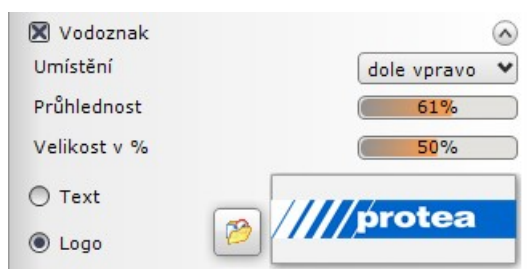 Vodoznak
Umístění dole vpravo
Průhlednost 61%
Velikost v % 50%
Text
Logo
protea